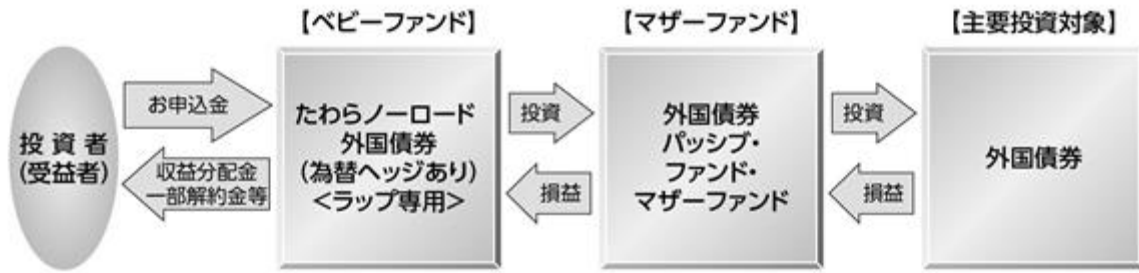 【ベビーファンド】
【マザーファンド】
【主要投資対象】
投資者
(受益者)
お申込金
収益分配金
一部解約金等
たわらノーロード
外国債券
(為替ヘッジあり)
<ラップ専用>
投資
損益
外国債券
パッシブ・
ファンド・
マザーファンド
投資
損益
外国債券